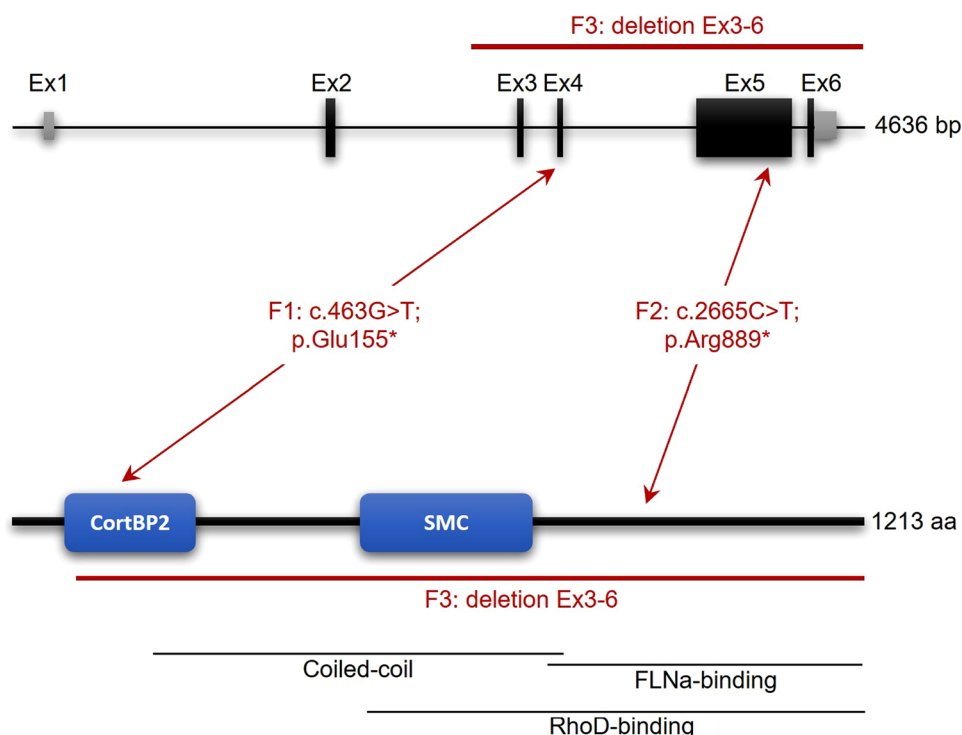 F3: deletion Ex3-6
Ex1 Ex2 Ex3 Ex4 Ex5 Ex6
4636 bp
F1: c.463G>T;
p.Glu155*
F2: c.2665C>T;
p.Arg889*
CortBP2 SMC
1213 aa
F3: deletion Ex3-6
Coiled-coil
FLNa-binding
RhoD-binding